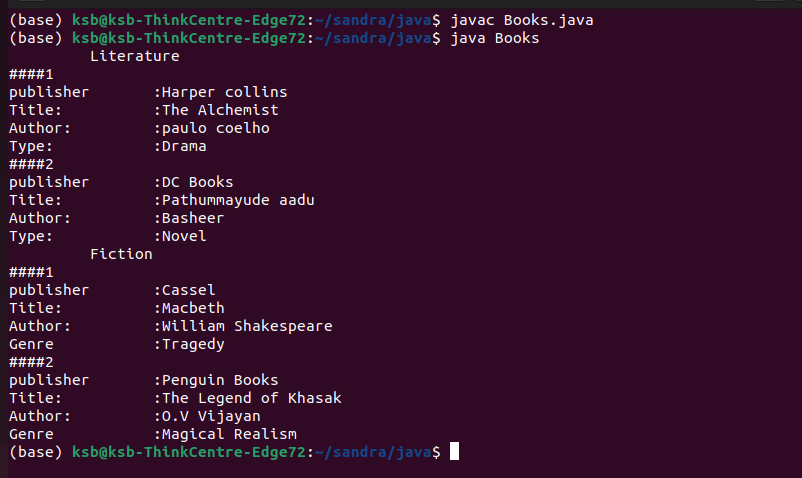 (base) ksb@ksb-ThinkCentre-Edge72:~/sandra/java$ javac Books.java
(base) ksb@ksb-ThinkCentre-Edge72:~/sandra/java$ java Books
Literature
####1
publisher :Harper collins
Title: :The Alchemist
Author: :paulo coelho
Type: :Drama
####2
publisher :DC Books
Title: :Pathummayude aadu
Author: :Basheer
Type: :Novel
Fiction
####1
publisher :Cassel
Title: :Macbeth
Author: :William Shakespeare
Genre :Tragedy
####2
publisher :Penguin Books
Title: :The Legend of Khasak
Author: :O.V Vijayan
Genre :Magical Realism
(base) ksb@ksb-ThinkCentre-Edge72:~/sandra/java$